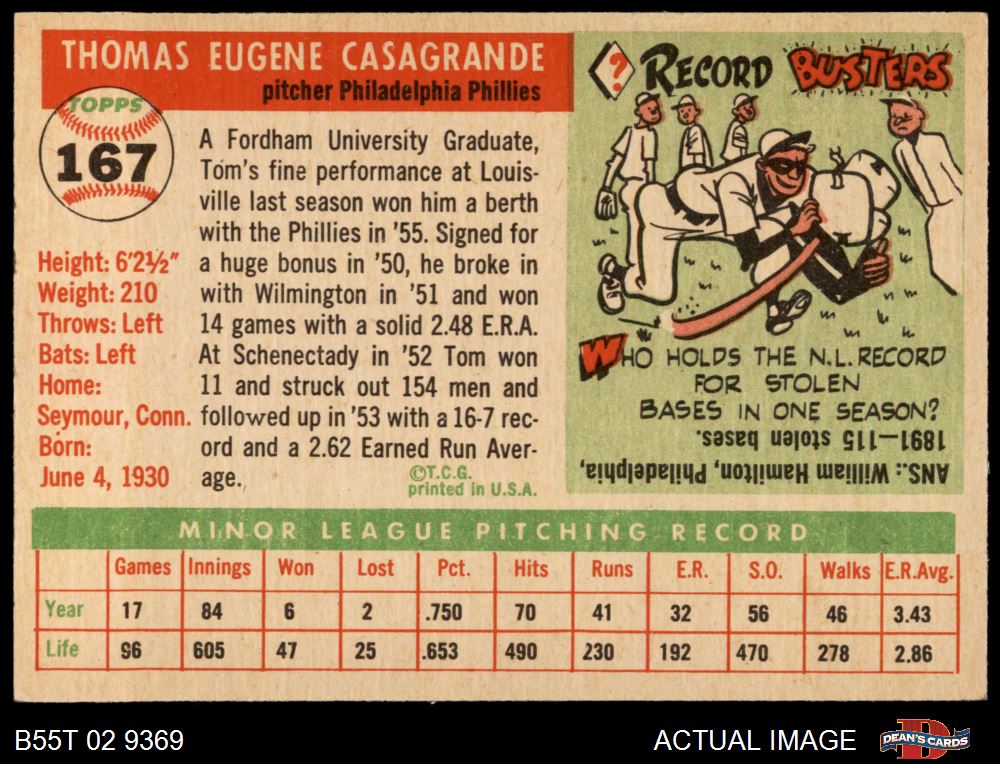 THOMAS EUGENE CASAGRANDE
pitcher Philadelphia Phillies
TOPPS
167
Height: 6'2½"
Weight: 210
Throws: Left
Bats: Left
Home:
Seymour, Conn.
Born:
June 4, 1930
A Fordham University Graduate,
Tom's fine performance at Louis-
ville last season won him a berth
with the Phillies in '55. Signed for
a huge bonus in '50, he broke in
with Wilmington in '51 and won
14 games with a solid 2.48 E.R.A.
At Schenectady in '52 Tom won
11 and struck out 154 men and
followed up in '53 with a 16-7 rec-
ord and a 2.62 Earned Run Aver-
age.
©T.C.G.
printed in U.S.A.
? RECORD BUSTERS
WHO HOLDS THE N.L. RECORD
FOR STOLEN
BASES IN ONE SEASON?
ANS.: William Hamilton, Philadelphia,
1891—115 stolen bases.
MINOR LEAGUE PITCHING RECORD
Games Innings Won Lost Pct. Hits Runs E.R. S.O. Walks E.R.Avg.
Year 17 84 6 2 .750 70 41 32 56 46 3.43
Life 96 605 47 25 .653 490 230 192 470 278 2.86
B55T 02 9369
ACTUAL IMAGE
D
DEAN'S CARDS